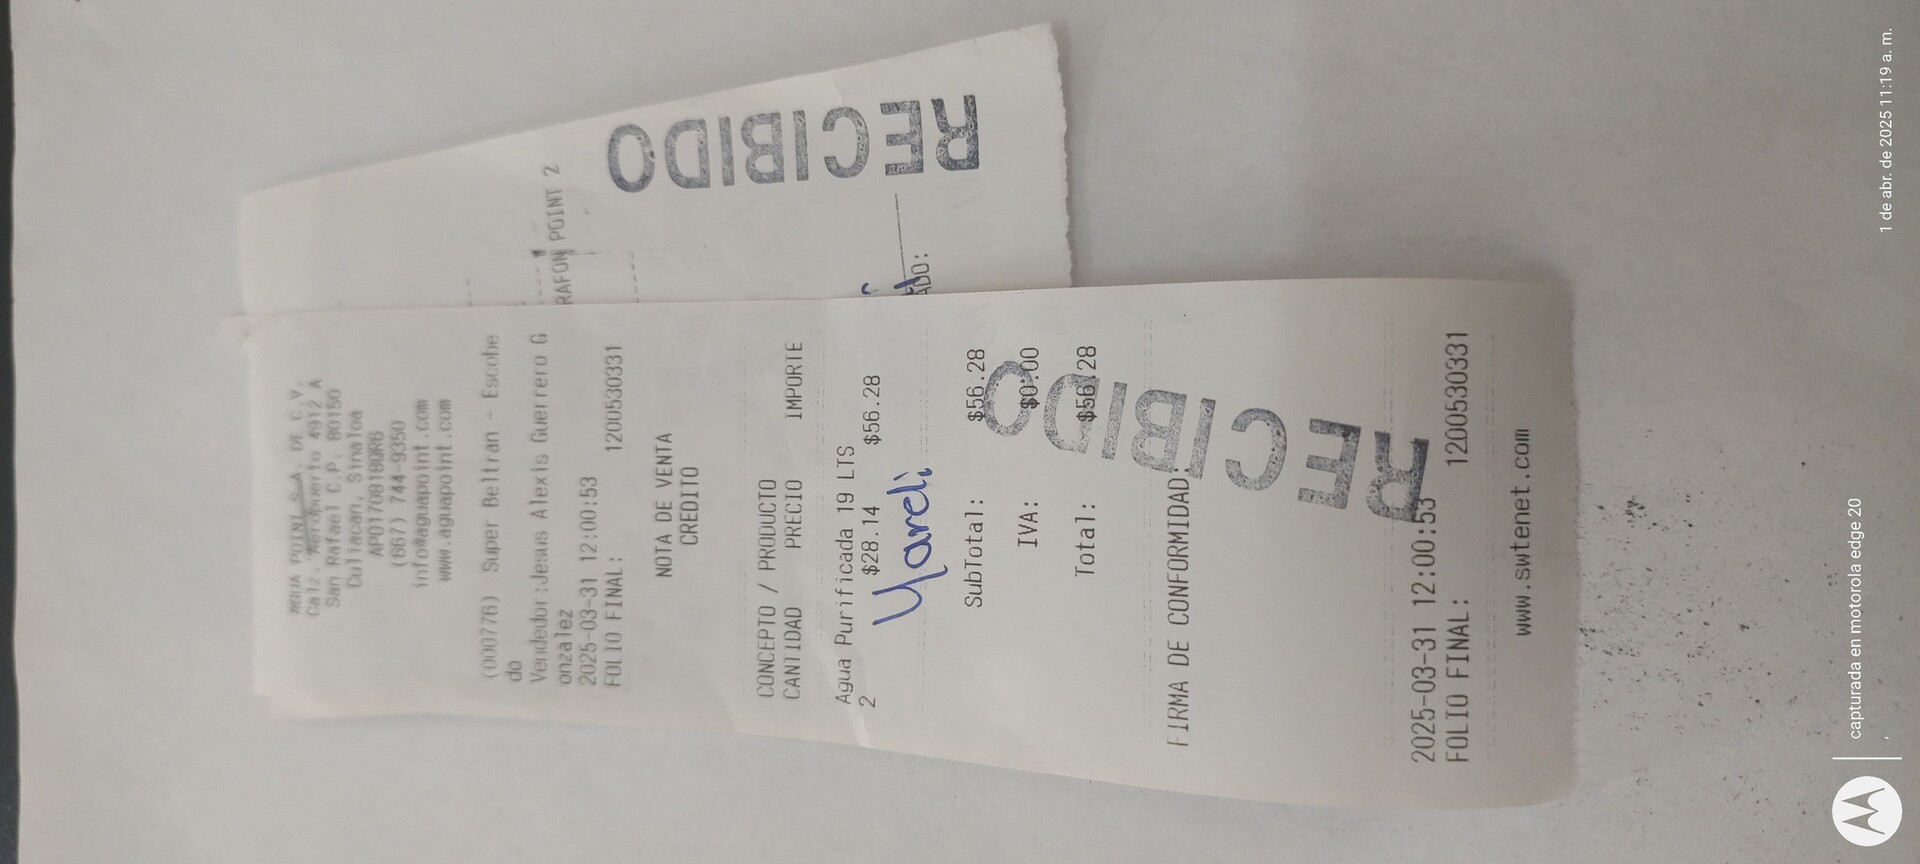 AGUA POINT S.A. DE C.V.
Calz. Aeropuerto 4912 A
San Rafael C.P. 80150
Culiacan, Sinaloa
APO170818QR6
(667) 744-9350
info@aguapoint.com
www.aguapoint.com
(000776) Super Beltran - Escobe
do
Vendedor:Jesus Alexis Guerrero G
onzalez
2025-03-31 12:00:53
FOLIO FINAL: 1200530331
NOTA DE VENTA
CREDITO
CONCEPTO / PRODUCTO
CANTIDAD PRECIO IMPORTE
Agua Purificada 19 LTS
2 $28.14 $56.28
Yareli
SubTotal: $56.28
IVA: $0.00
Total: $56.28
FIRMA DE CONFORMIDAD:
RECIBIDO
2025-03-31 12:00:53
FOLIO FINAL: 1200530331
www.swtenet.com
RAFON POINT 2
RECIBIDO
ADO:
capturada en motorola edge 20
1 de abr. de 2025 11:19 a. m.